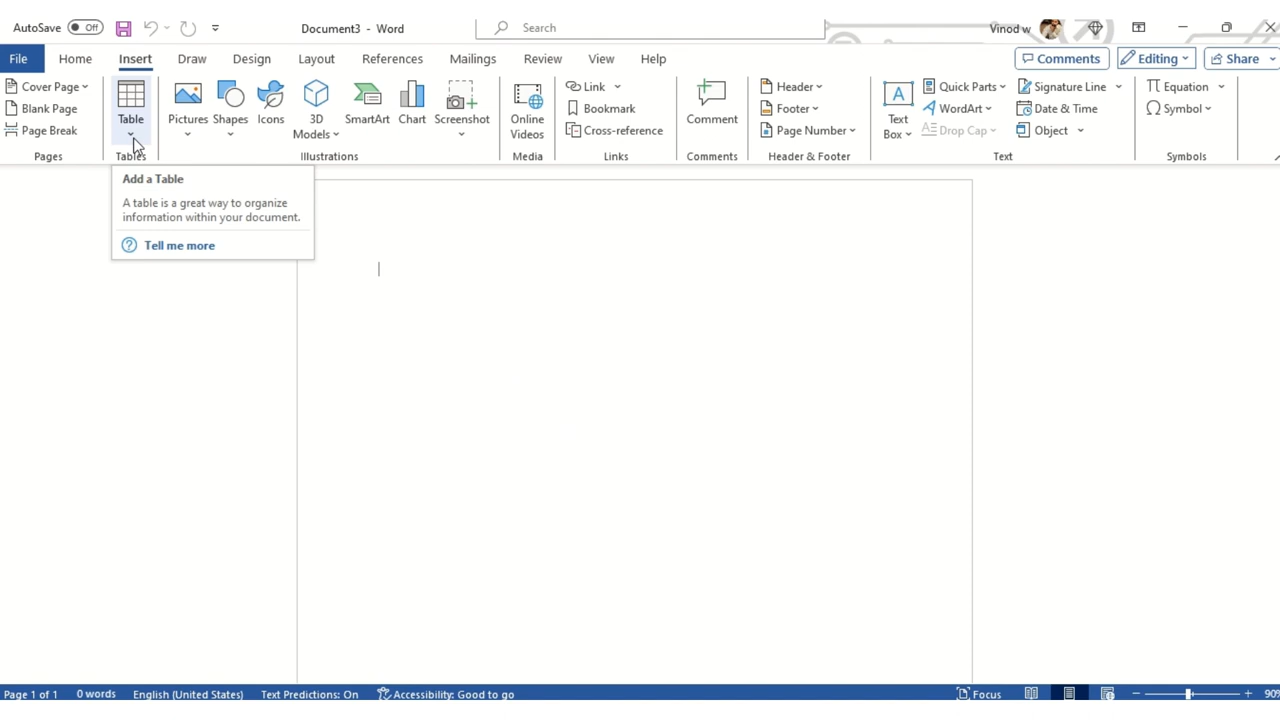 AutoSave Off Document3 - Word Search Vinod w
File Home Insert Draw Design Layout References Mailings Review View Help Comments Editing Share
Cover Page
Blank Page
Page Break
Pages
Table
Tables
Pictures
Shapes
Icons
3D
Models
SmartArt
Chart
Screenshot
Illustrations
Online
Videos
Media
Link
Bookmark
Cross-reference
Links
Comment
Comments
Header
Footer
Page Number
Header & Footer
Text
Box
Quick Parts
WordArt
Drop Cap
Signature Line
Date & Time
Object
Text
Equation
Symbol
Symbols
Add a Table
A table is a great way to organize
information within your document.
Tell me more
Page 1 of 1 0 words English (United States) Text Predictions: On Accessibility: Good to go Focus 90%